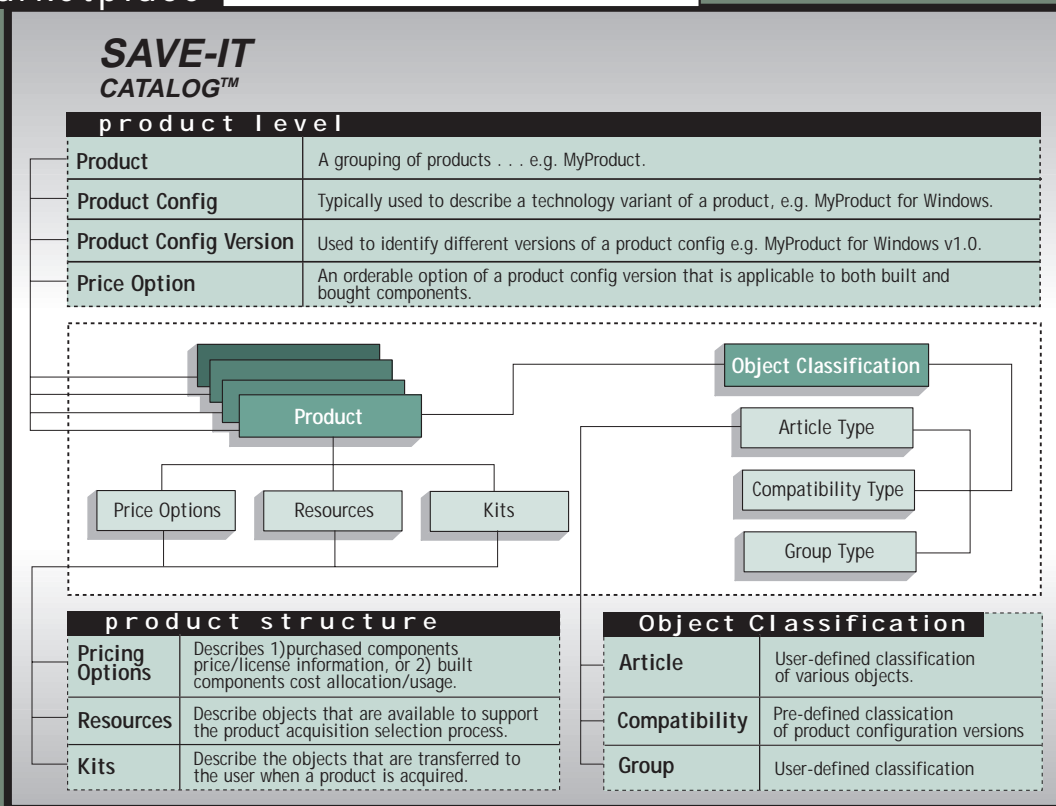 SAVE-IT
CATALOG™
product level
Product
A grouping of products . . . e.g. MyProduct.
Product Config
Typically used to describe a technology variant of a product, e.g. MyProduct for Windows.
Product Config Version
Used to identify different versions of a product config e.g. MyProduct for Windows v1.0.
Price Option
An orderable option of a product config version that is applicable to both built and
bought components.
Product
Price Options
Resources
Kits
Object Classification
Article Type
Compatibility Type
Group Type
product structure
Pricing
Options
Describes 1)purchased components
price/license information, or 2) built
components cost allocation/usage.
Resources
Describe objects that are available to support
the product acquisition selection process.
Kits
Describe the objects that are transferred to
the user when a product is acquired.
Object Classification
Article
User-defined classification
of various objects.
Compatibility
Pre-defined classication
of product configuration versions
Group
User-defined classification